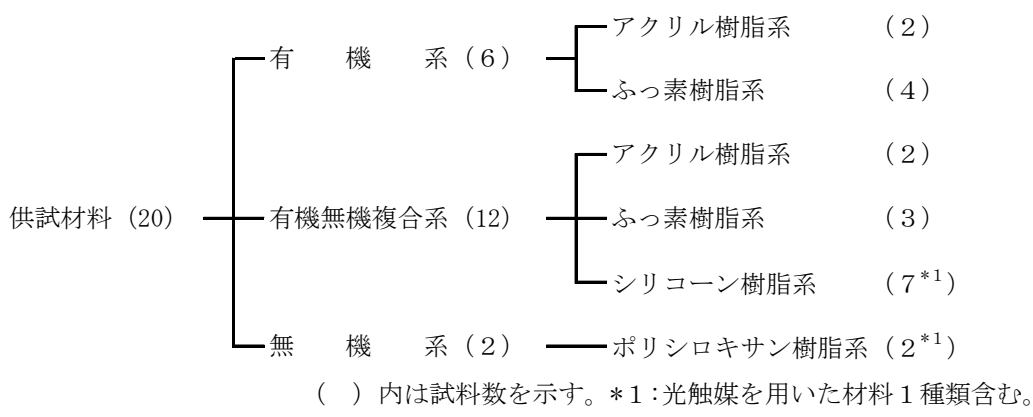 アクリル樹脂系 （２）
有 機 系（６）
ふっ素樹脂系 （４）
アクリル樹脂系 （２）
供試材料（20） 有機無機複合系（12） ふっ素樹脂系 （３）
シリコーン樹脂系 （７*1）
無 機 系（２） ポリシロキサン樹脂系（２*1）
（ ）内は試料数を示す。＊１：光触媒を用いた材料１種類含む。